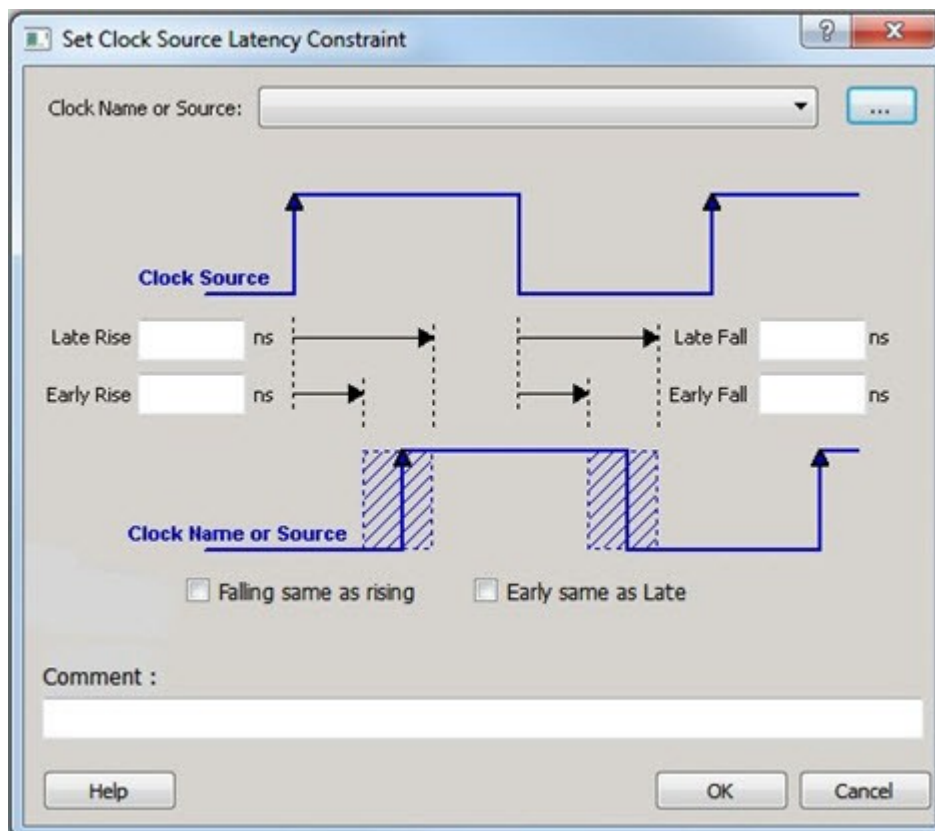 Set Clock Source Latency Constraint
?
Clock Name or Source:
...
Clock Source
Late Rise ns Late Fall ns
Early Rise ns Early Fall ns
Clock Name or Source
Falling same as rising Early same as Late
Comment :
Help OK Cancel